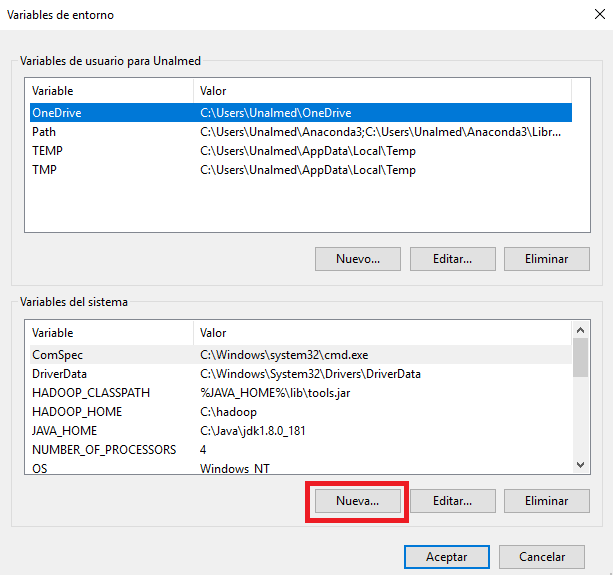 Variables de entorno
Variables de usuario para Unalmed
Variable Valor
OneDrive C:\Users\Unalmed\OneDrive
Path C:\Users\Unalmed\Anaconda3;C:\Users\Unalmed\Anaconda3\Libr...
TEMP C:\Users\Unalmed\AppData\Local\Temp
TMP C:\Users\Unalmed\AppData\Local\Temp
Nuevo... Editar... Eliminar
Variables del sistema
Variable Valor
ComSpec C:\Windows\system32\cmd.exe
DriverData C:\Windows\System32\Drivers\DriverData
HADOOP_CLASSPATH %JAVA_HOME%\lib\tools.jar
HADOOP_HOME C:\hadoop
JAVA_HOME C:\Java\jdk1.8.0_181
NUMBER_OF_PROCESSORS 4
OS Windows_NT
Nueva... Editar... Eliminar
Aceptar Cancelar